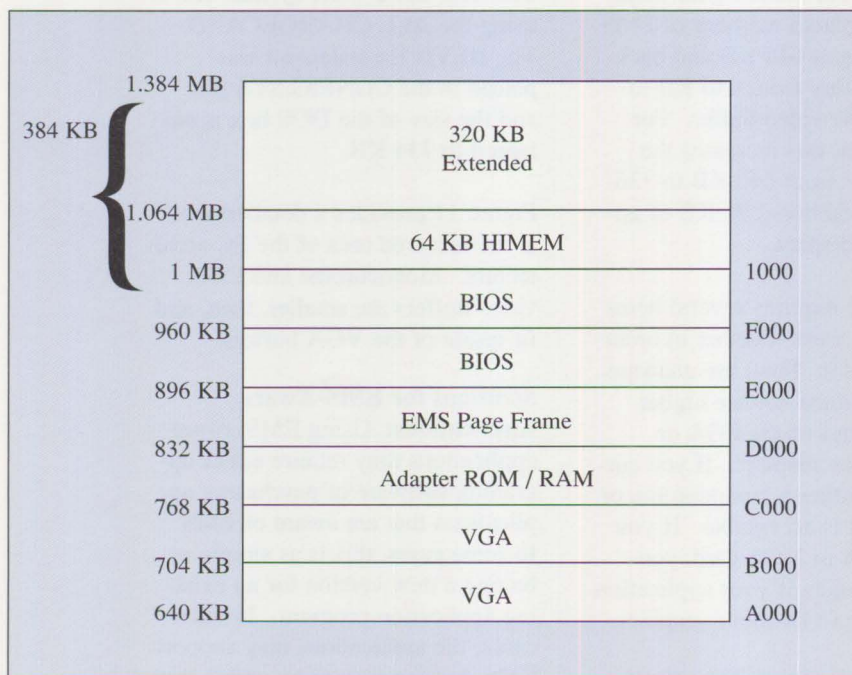 1.384 MB
384 KB
320 KB
Extended
1.064 MB
64 KB HIMEM
1 MB
1000
BIOS
960 KB
F000
BIOS
896 KB
E000
EMS Page Frame
832 KB
D000
Adapter ROM / RAM
768 KB
C000
VGA
704 KB
B000
VGA
640 KB
A000